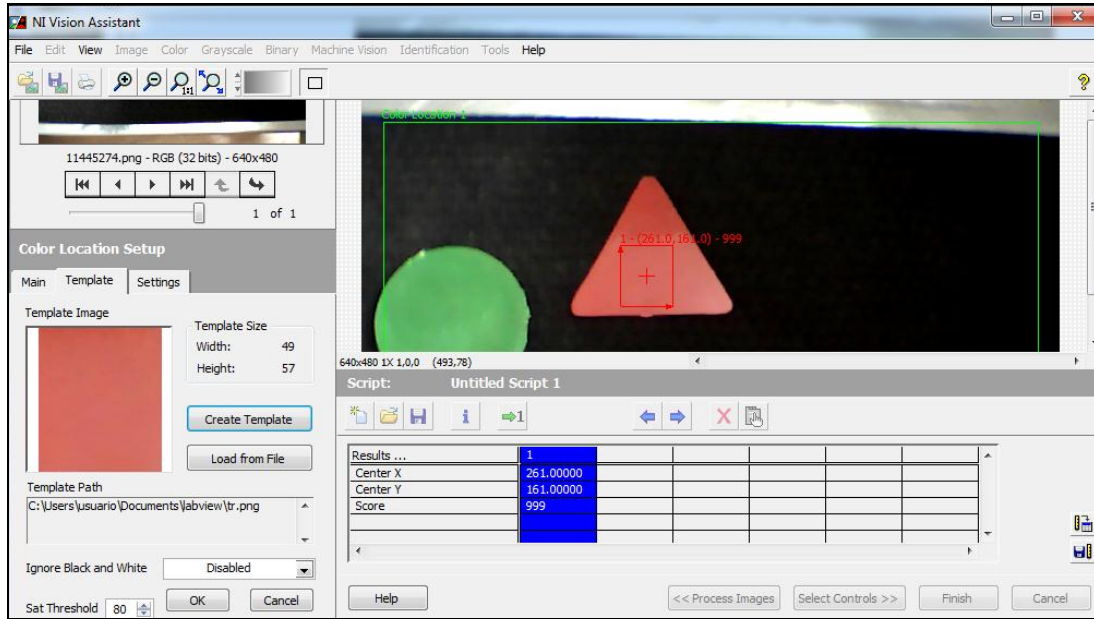 NI Vision Assistant
File Edit View Image Color Grayscale Binary Machine Vision Identification Tools Help
1:1
11445274.png - RGB (32 bits) - 640x480
1 of 1
Color Location Setup
Main Template Settings
Template Image
Template Size
Width: 49
Height: 57
Create Template
Load from File
Template Path
C:\Users\usuario\Documents\labview\tr.png
Ignore Black and White Disabled
Sat Threshold 80
OK Cancel
Color Location 1
1 - (261.0,161.0) - 999
640x480 1X 1,0,0 (493,78)
Script: Untitled Script 1
1
Results ... 1
Center X 261.00000
Center Y 161.00000
Score 999
Help << Process Images Select Controls >> Finish Cancel